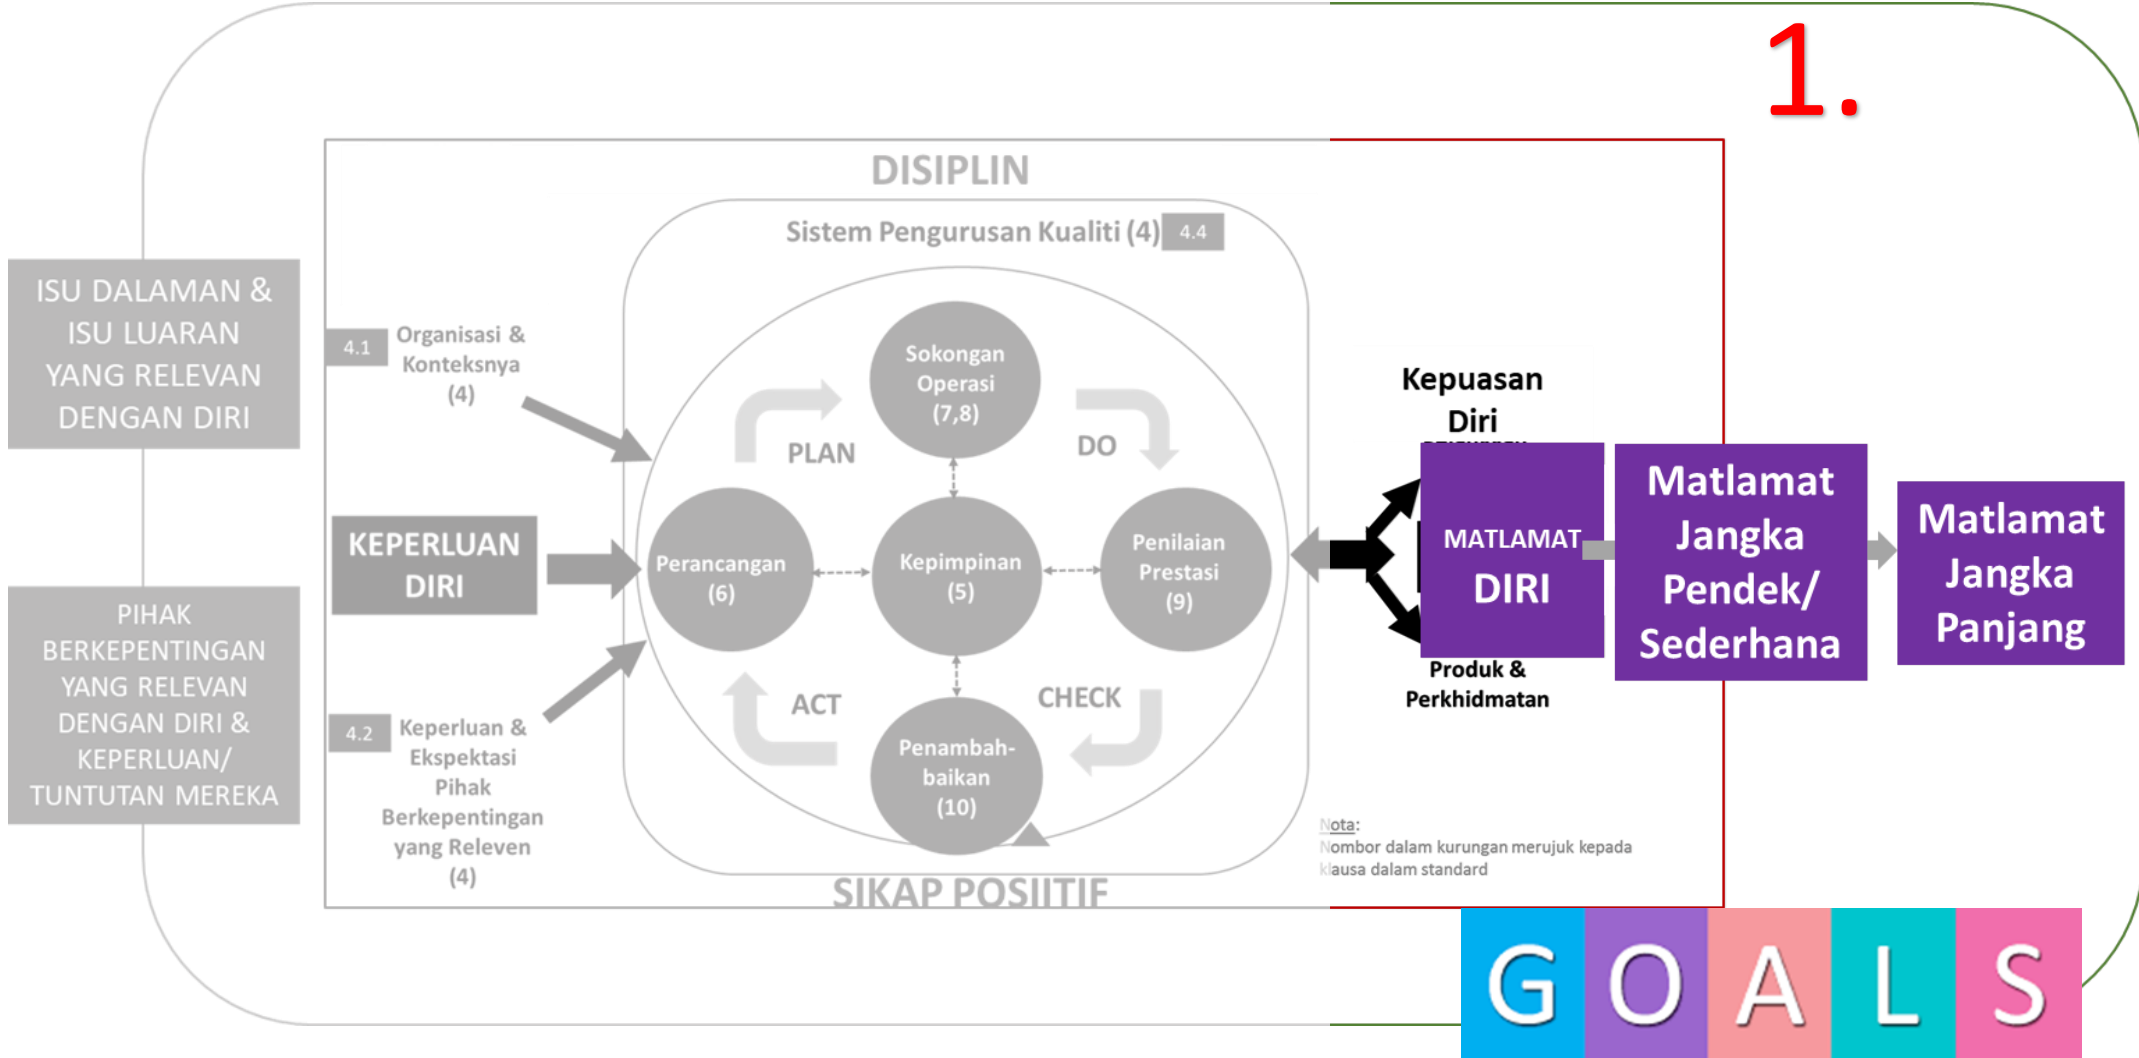 1.
DISIPLIN
Sistem Pengurusan Kualiti (4)
4.4
ISU DALAMAN &
ISU LUARAN
YANG RELEVAN
DENGAN DIRI
4.1
Organisasi &
Konteksnya
(4)
KEPERLUAN
DIRI
PIHAK
BERKEPENTINGAN
YANG RELEVAN
DENGAN DIRI &
KEPERLUAN/
TUNTUTAN MEREKA
4.2
Keperluan &
Ekspektasi
Pihak
Berkepentingan
yang Releven
(4)
Sokongan
Operasi
(7,8)
PLAN
DO
Perancangan
(6)
Kepimpinan
(5)
Penilaian
Prestasi
(9)
ACT
CHECK
Penambah-
baikan
(10)
SIKAP POSIITIF
Kepuasan
Diri
MATLAMAT
DIRI
Produk &
Perkhidmatan
Matlamat
Jangka
Pendek/
Sederhana
Matlamat
Jangka
Panjang
Nota:
Nombor dalam kurungan merujuk kepada
klausa dalam standard
GOALS